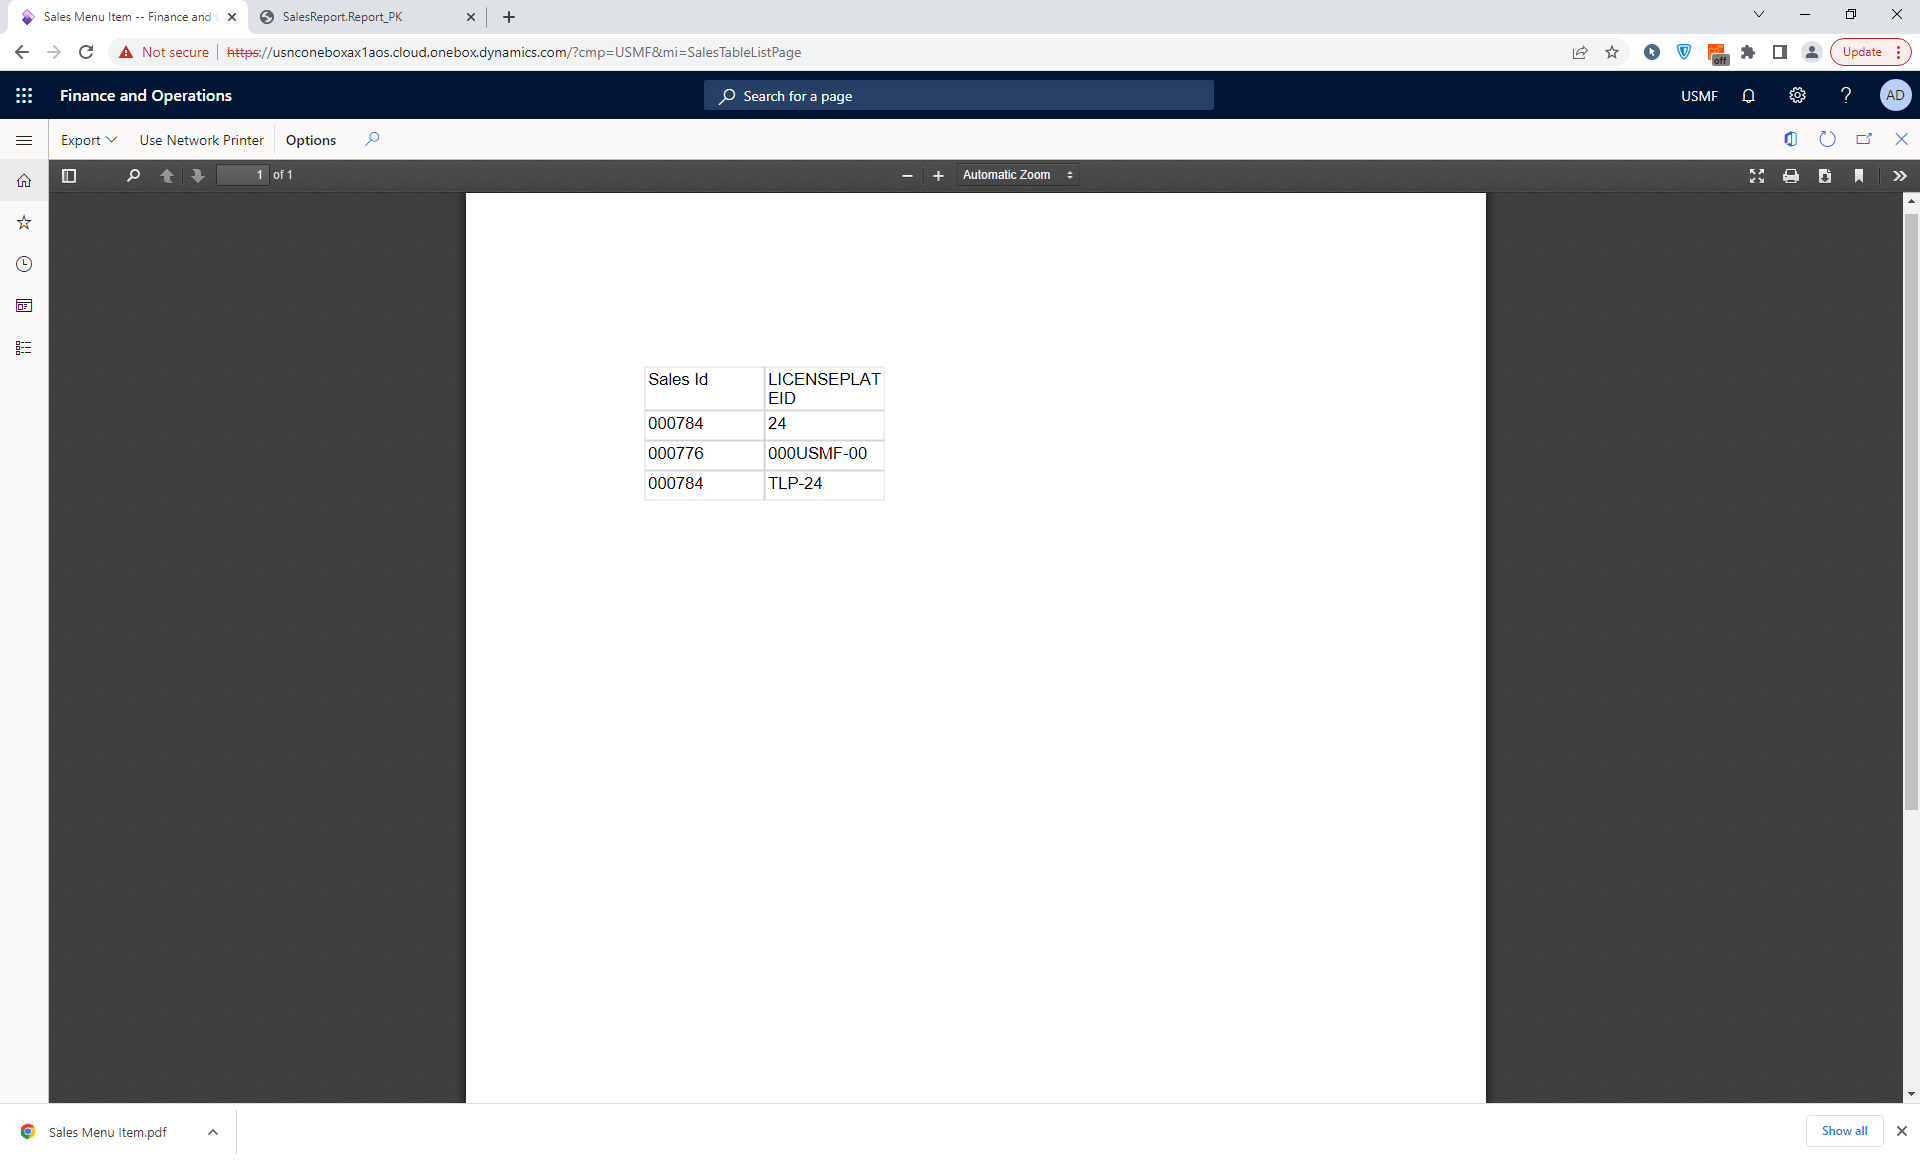 Sales Menu Item -- Finance and
SalesReport.Report_PK
Not secure
https://usnconeboxax1aos.cloud.onebox.dynamics.com/?cmp=USMF&mi=SalesTableListPage
off
Update
Finance and Operations
Search for a page
USMF
?
AD
Export
Use Network Printer
Options
1 of 1
Automatic Zoom
Sales Id
LICENSEPLAT
EID
000784
24
000776
000USMF-00
000784
TLP-24
Sales Menu Item.pdf
Show all